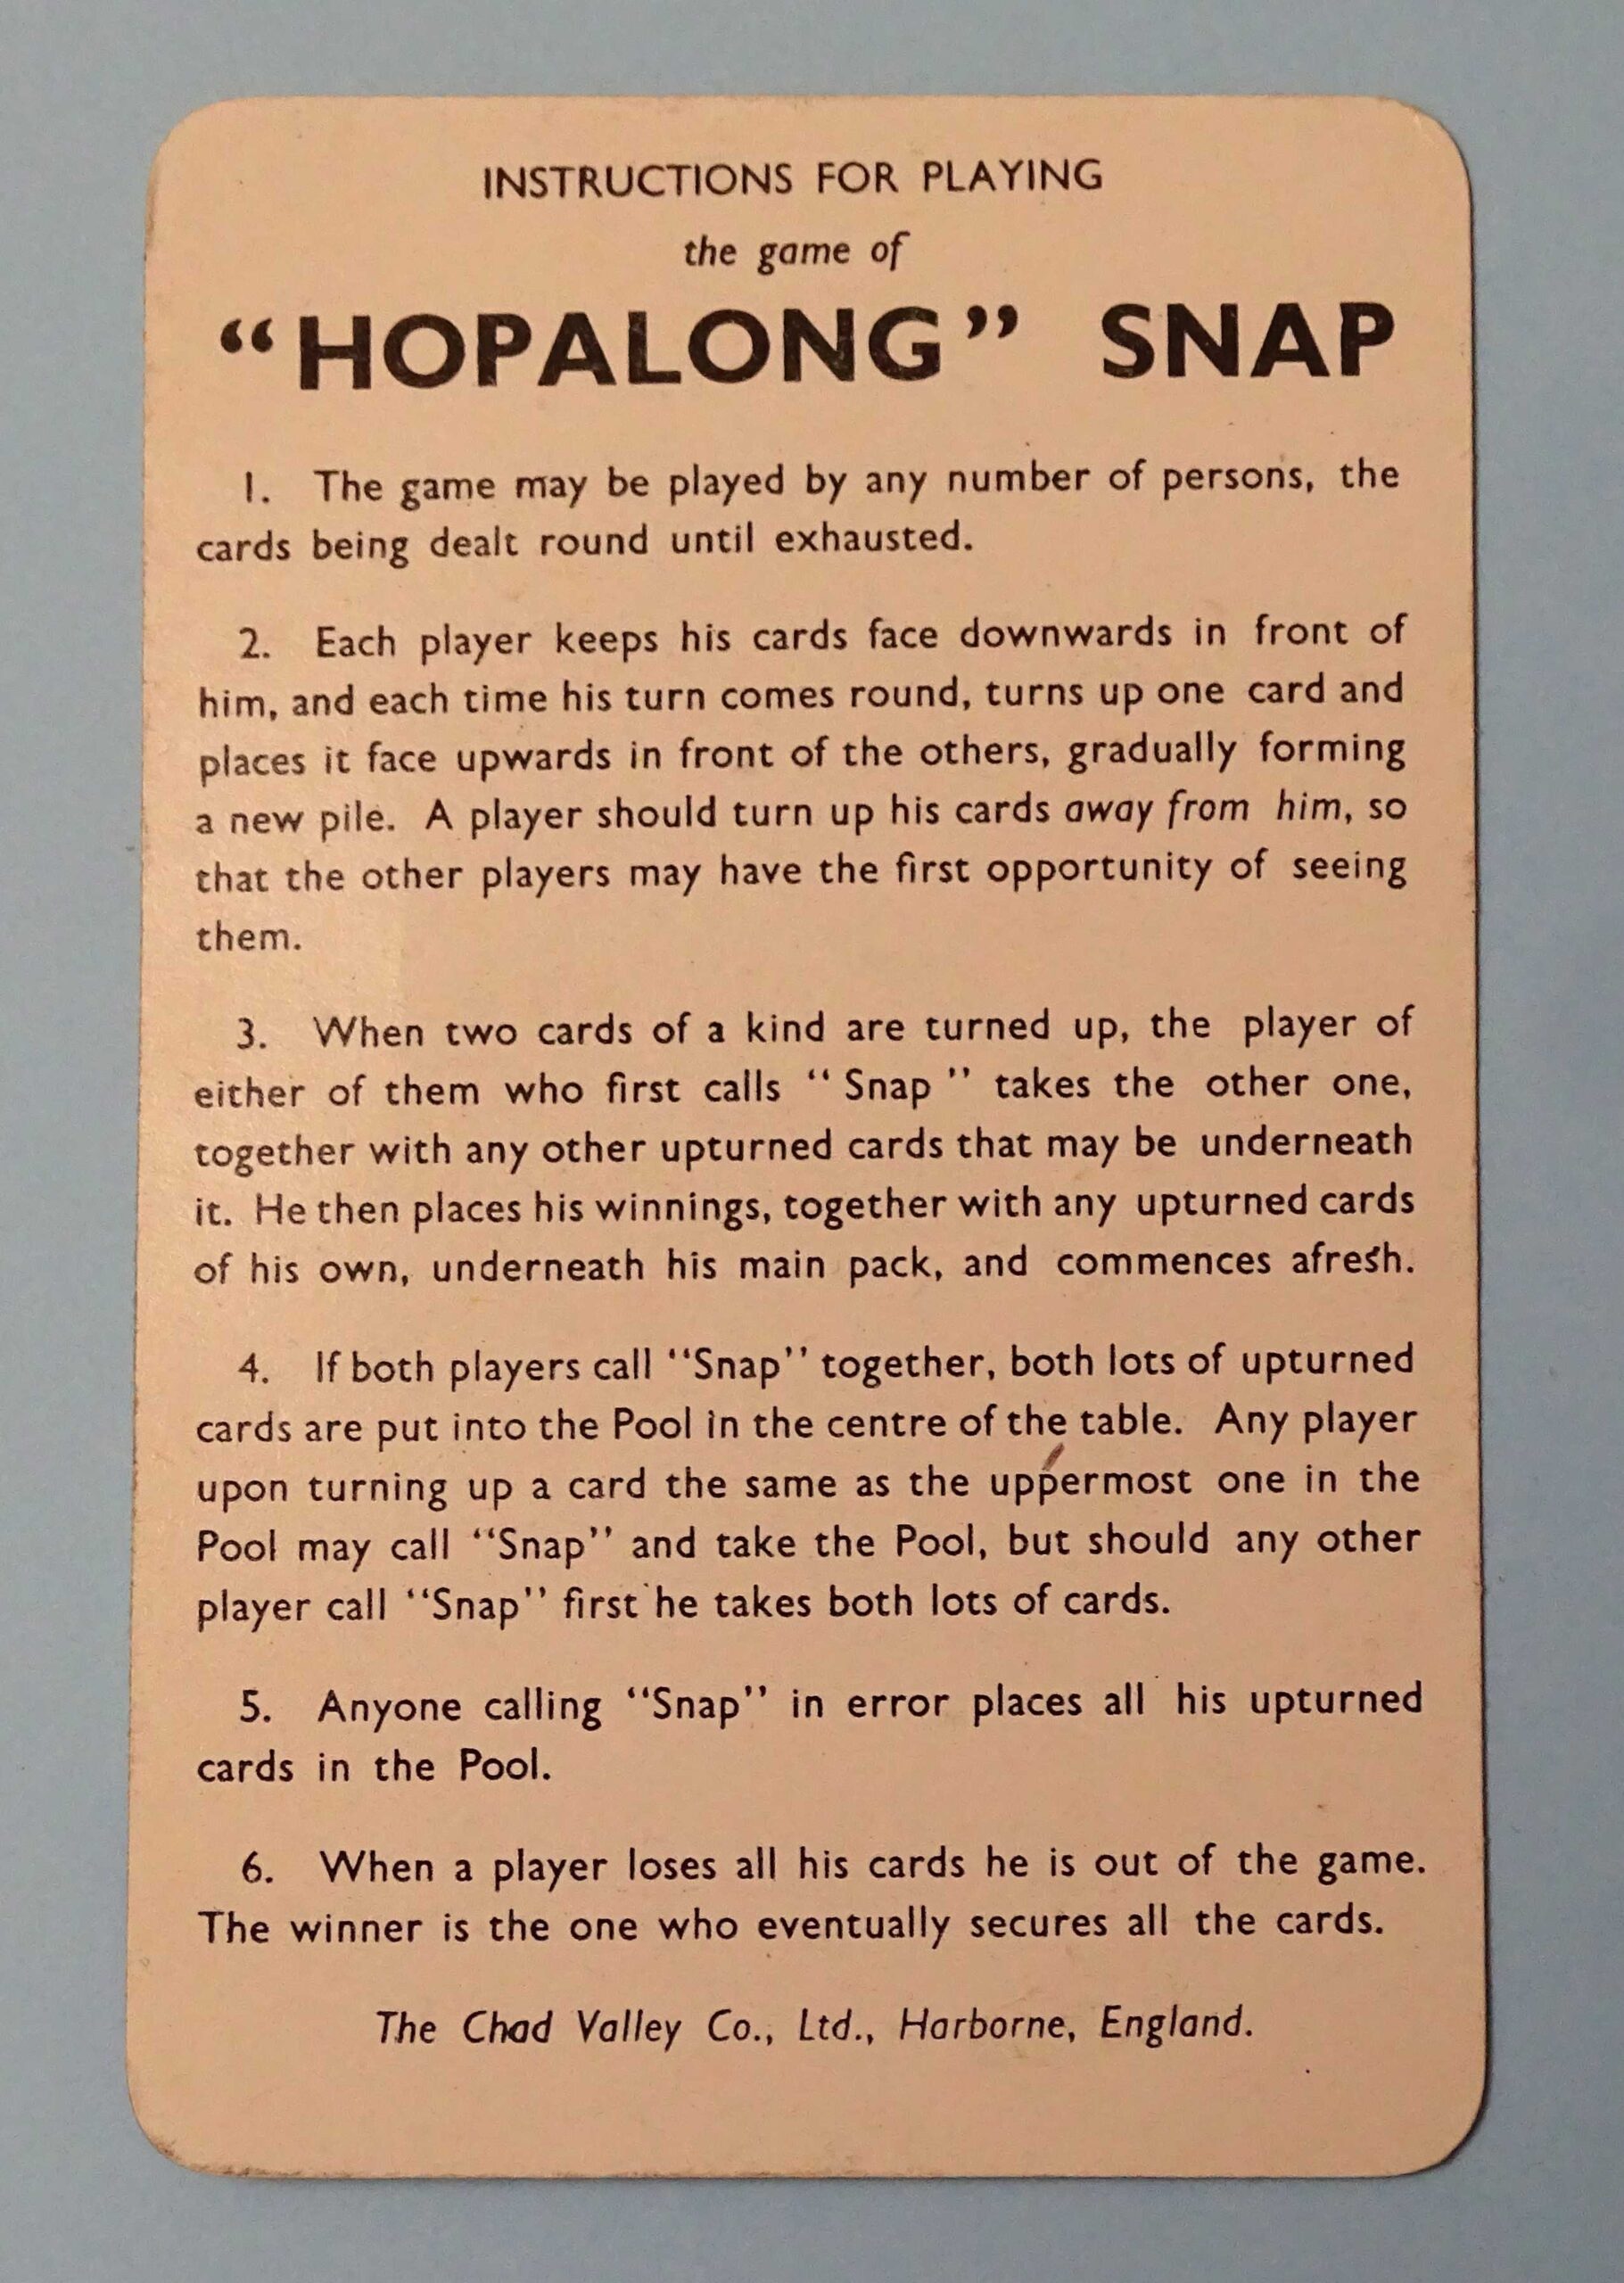 INSTRUCTIONS FOR PLAYING
the game of
“HOPALONG” SNAP
1. The game may be played by any number of persons, the
cards being dealt round until exhausted.
2. Each player keeps his cards face downwards in front of
him, and each time his turn comes round, turns up one card and
places it face upwards in front of the others, gradually forming
a new pile. A player should turn up his cards away from him, so
that the other players may have the first opportunity of seeing
them.
3. When two cards of a kind are turned up, the player of
either of them who first calls “ Snap ” takes the other one,
together with any other upturned cards that may be underneath
it. He then places his winnings, together with any upturned cards
of his own, underneath his main pack, and commences afresh.
4. If both players call “Snap” together, both lots of upturned
cards are put into the Pool in the centre of the table. Any player
upon turning up a card the same as the uppermost one in the
Pool may call “Snap” and take the Pool, but should any other
player call “Snap” first he takes both lots of cards.
5. Anyone calling “Snap” in error places all his upturned
cards in the Pool.
6. When a player loses all his cards he is out of the game.
The winner is the one who eventually secures all the cards.
The Chad Valley Co., Ltd., Harborne, England.